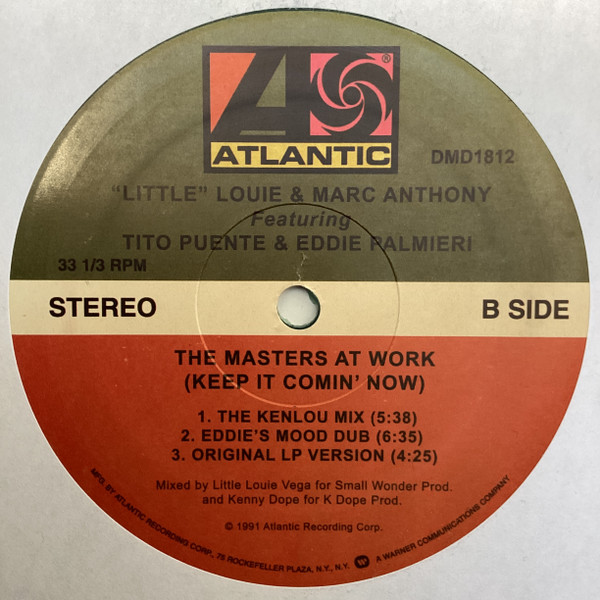 ATLANTIC
®
DMD1812
"LITTLE" LOUIE & MARC ANTHONY
Featuring
TITO PUENTE & EDDIE PALMIERI
33 1/3 RPM
STEREO
B SIDE
THE MASTERS AT WORK
(KEEP IT COMIN' NOW)
1. THE KENLOU MIX (5:38)
2. EDDIE'S MOOD DUB (6:35)
3. ORIGINAL LP VERSION (4:25)
Mixed by Little Louie Vega for Small Wonder Prod.
and Kenny Dope for K Dope Prod.
© 1991 Atlantic Recording Corp.
MFG. BY ATLANTIC RECORDING CORP., 75 ROCKEFELLER PLAZA, N.Y., N.Y. A WARNER COMMUNICATIONS COMPANY